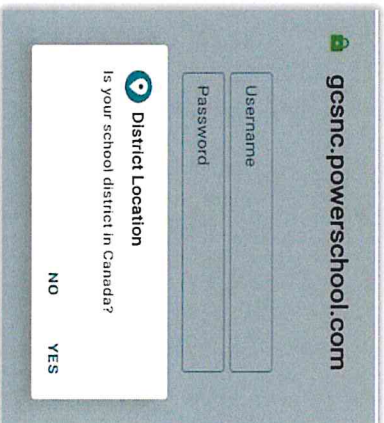 gcsnc.powerschool.com
Username
Password
District Location
Is your school district in Canada?
NO YES